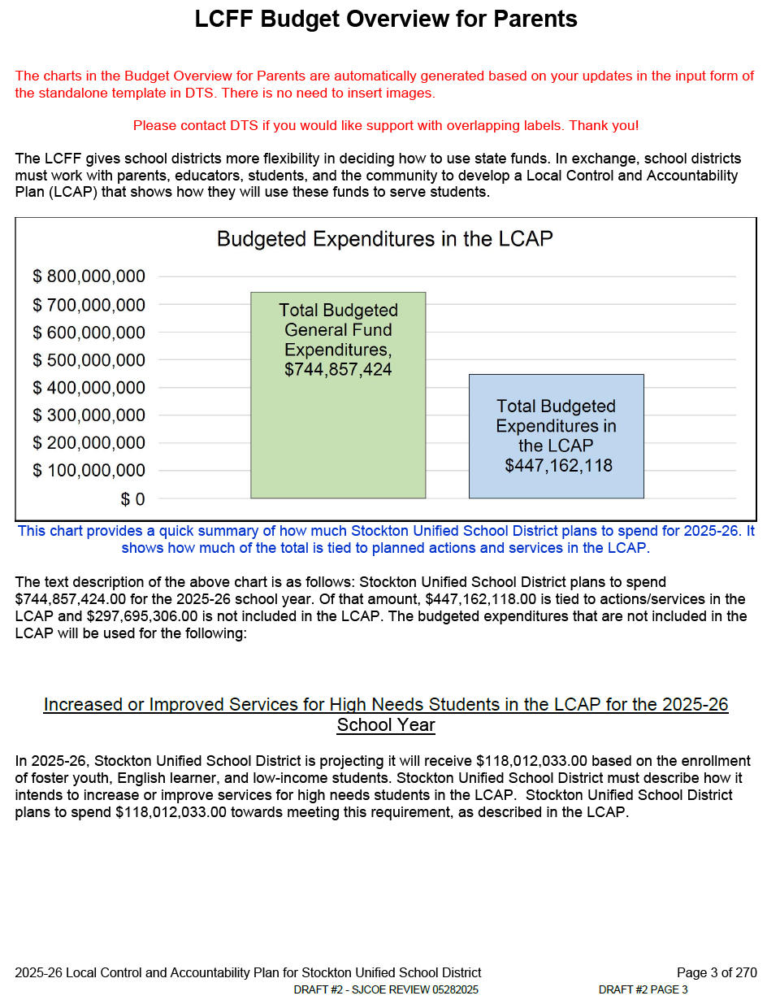 LCFF Budget Overview for Parents
The charts in the Budget Overview for Parents are automatically generated based on your updates in the input form of
the standalone template in DTS. There is no need to insert images.
Please contact DTS if you would like support with overlapping labels. Thank you!
The LCFF gives school districts more flexibility in deciding how to use state funds. In exchange, school districts
must work with parents, educators, students, and the community to develop a Local Control and Accountability
Plan (LCAP) that shows how they will use these funds to serve students.
Budgeted Expenditures in the LCAP
$ 800,000,000
$ 700,000,000
$ 600,000,000
$ 500,000,000
$ 400,000,000
$ 300,000,000
$ 200,000,000
$ 100,000,000
$ 0
Total Budgeted
General Fund
Expenditures,
$744,857,424
Total Budgeted
Expenditures in
the LCAP
$447,162,118
This chart provides a quick summary of how much Stockton Unified School District plans to spend for 2025-26. It
shows how much of the total is tied to planned actions and services in the LCAP.
The text description of the above chart is as follows: Stockton Unified School District plans to spend
$744,857,424.00 for the 2025-26 school year. Of that amount, $447,162,118.00 is tied to actions/services in the
LCAP and $297,695,306.00 is not included in the LCAP. The budgeted expenditures that are not included in the
LCAP will be used for the following:
Increased or Improved Services for High Needs Students in the LCAP for the 2025-26
School Year
In 2025-26, Stockton Unified School District is projecting it will receive $118,012,033.00 based on the enrollment
of foster youth, English learner, and low-income students. Stockton Unified School District must describe how it
intends to increase or improve services for high needs students in the LCAP.  Stockton Unified School District
plans to spend $118,012,033.00 towards meeting this requirement, as described in the LCAP.
2025-26 Local Control and Accountability Plan for Stockton Unified School District Page 3 of 270
DRAFT #2 - SJCOE REVIEW 05282025 DRAFT #2 PAGE 3